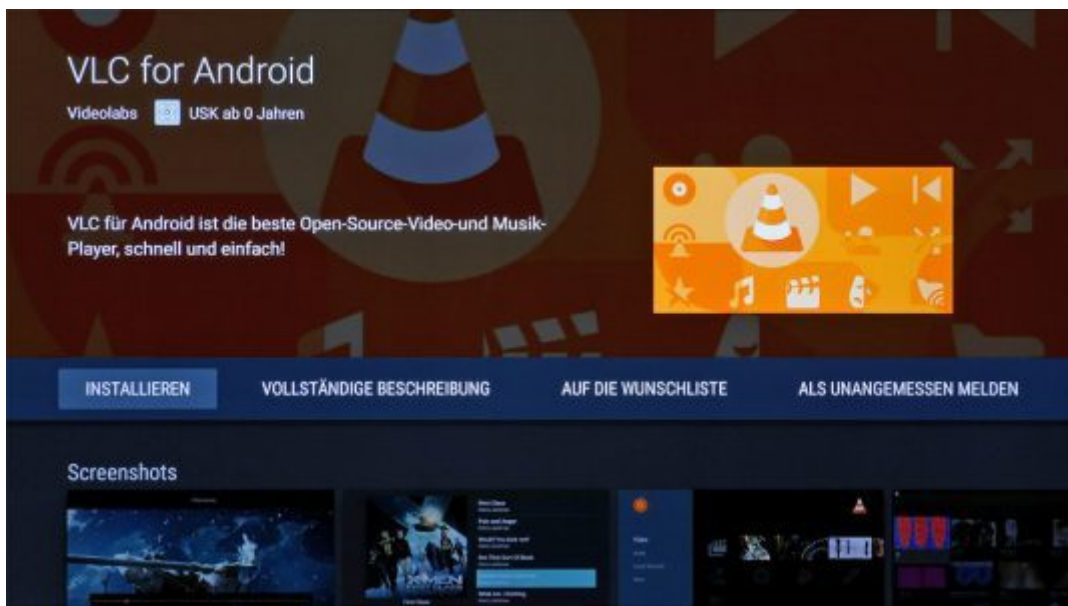 VLC for Android
Videolabs USK ab 0 Jahren
VLC für Android ist die beste Open-Source-Video-und Musik-
Player, schnell und einfach!
INSTALLIEREN VOLLSTÄNDIGE BESCHREIBUNG AUF DIE WUNSCHLISTE ALS UNANGEMESSEN MELDEN
Screenshots
X-MEN